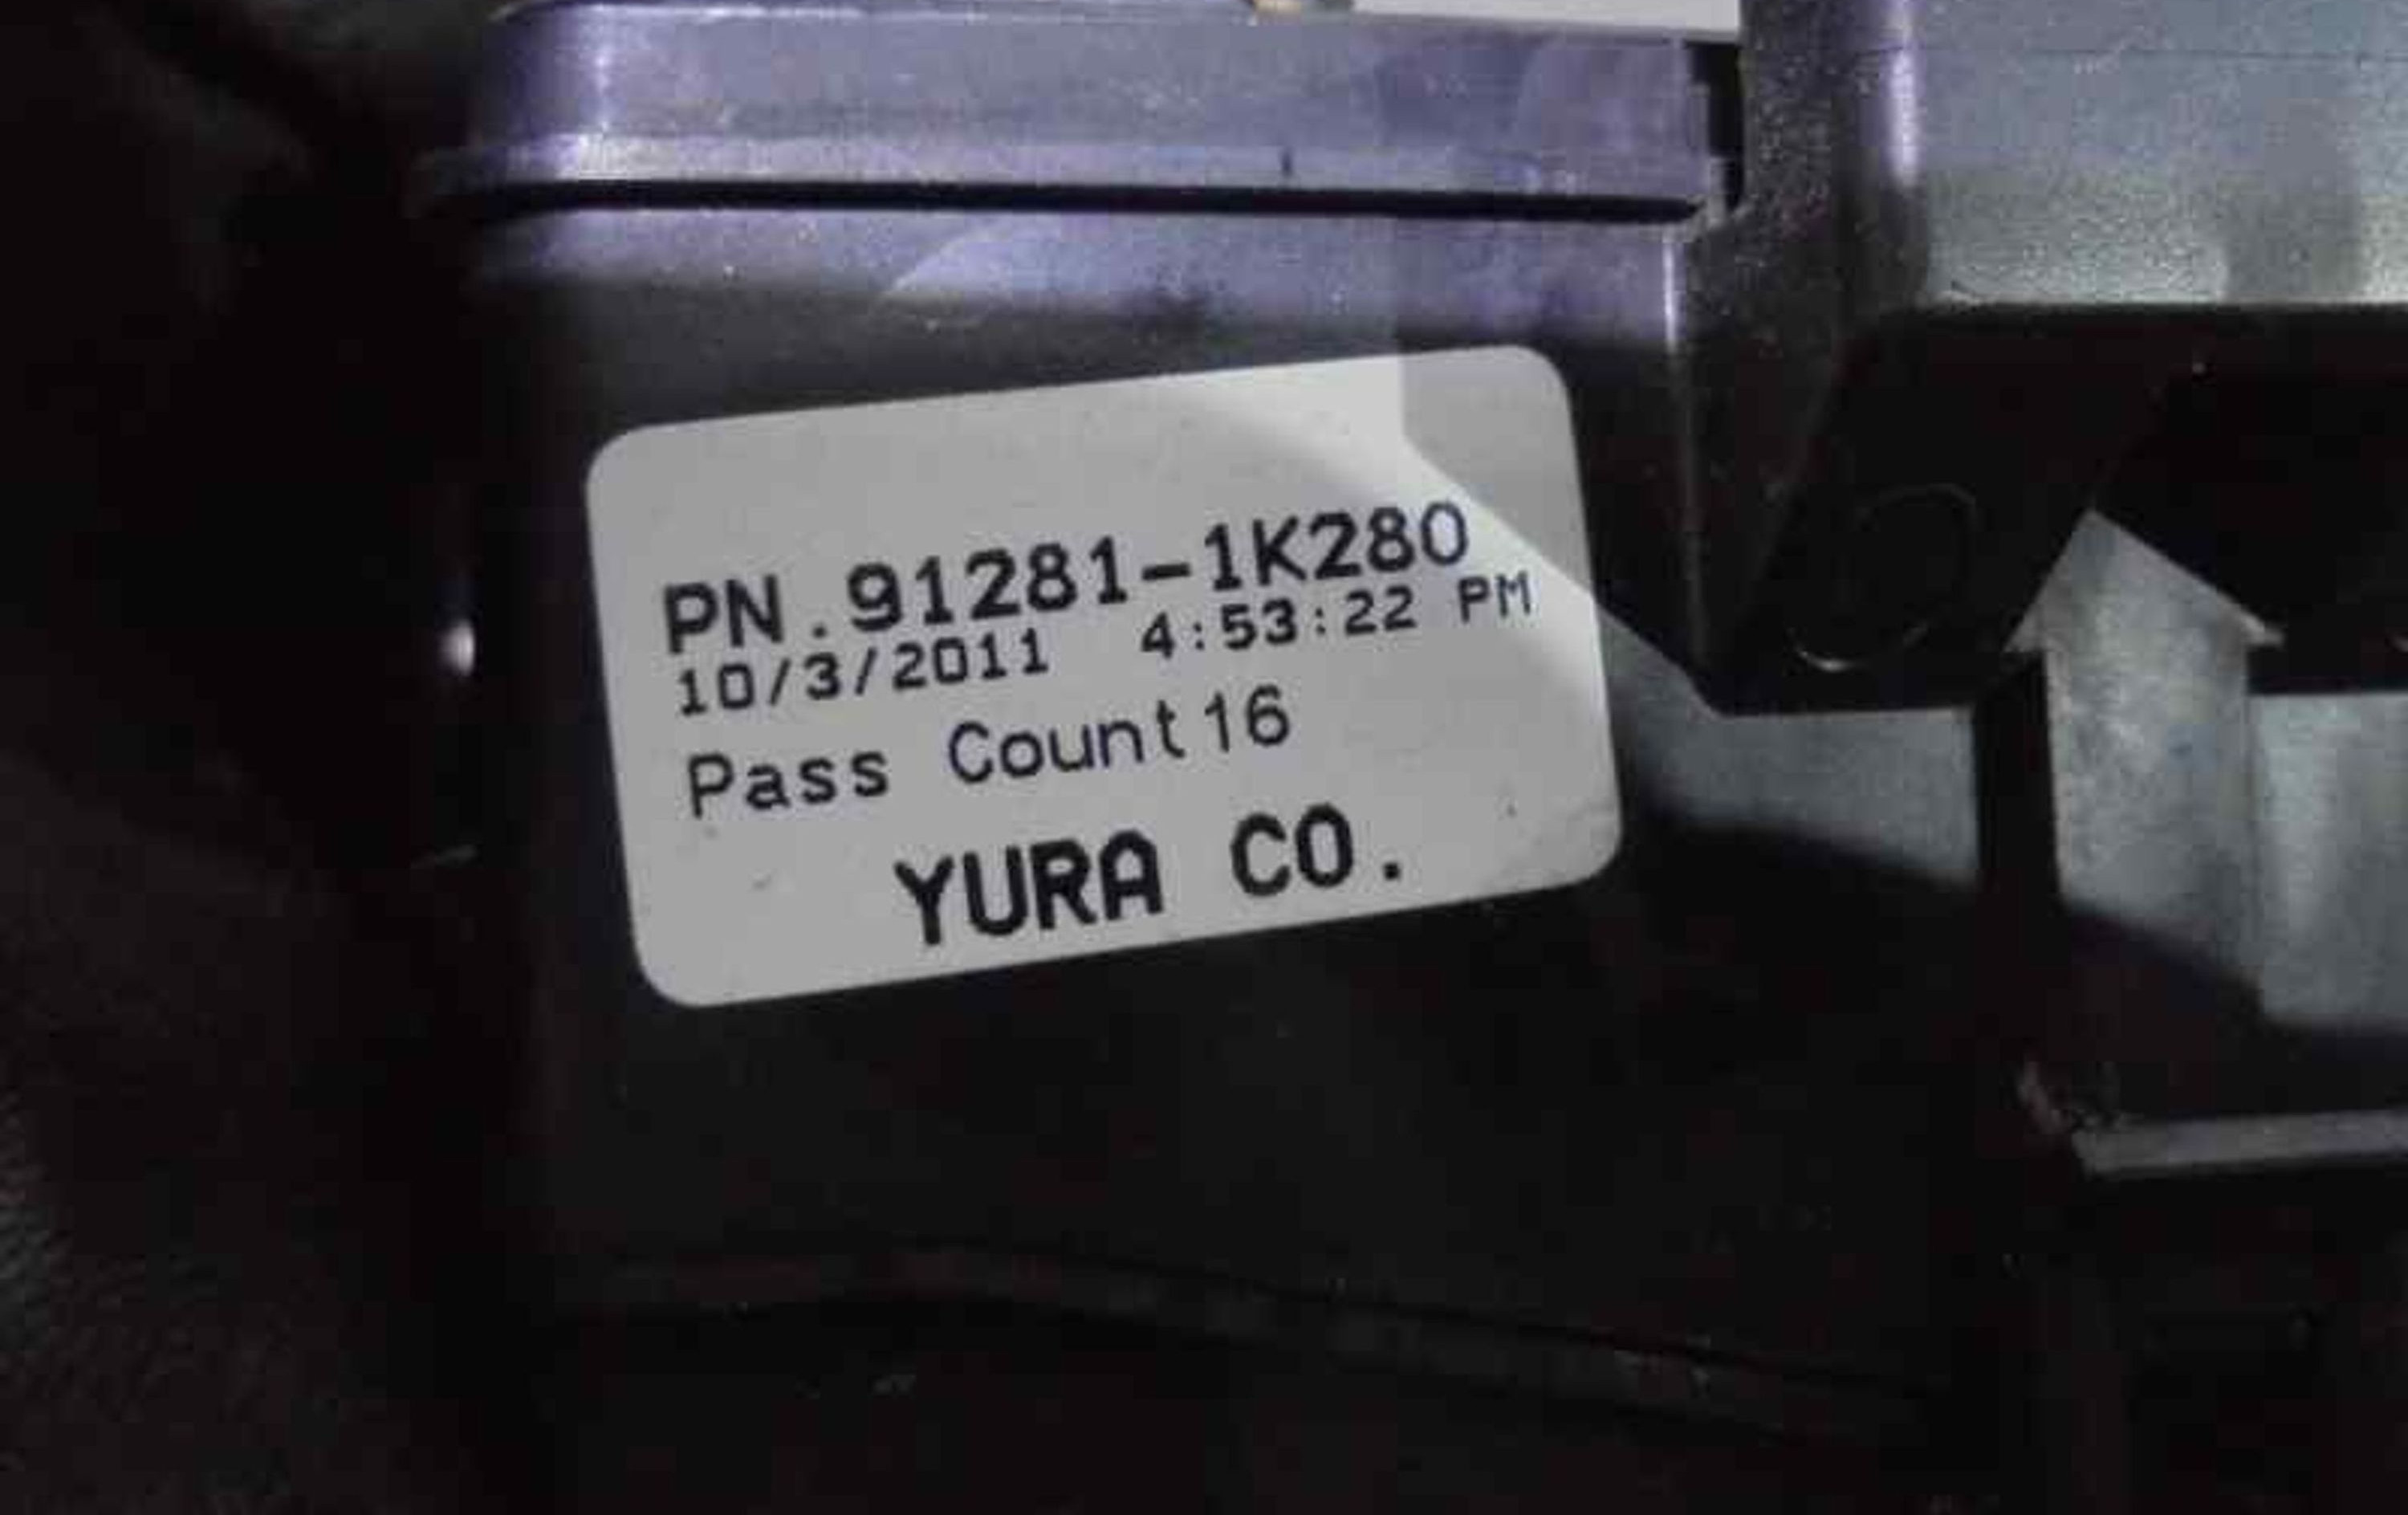 PN.91281-1K280
10/3/2011 4:53:22 PM
Pass Count16
YURA CO.